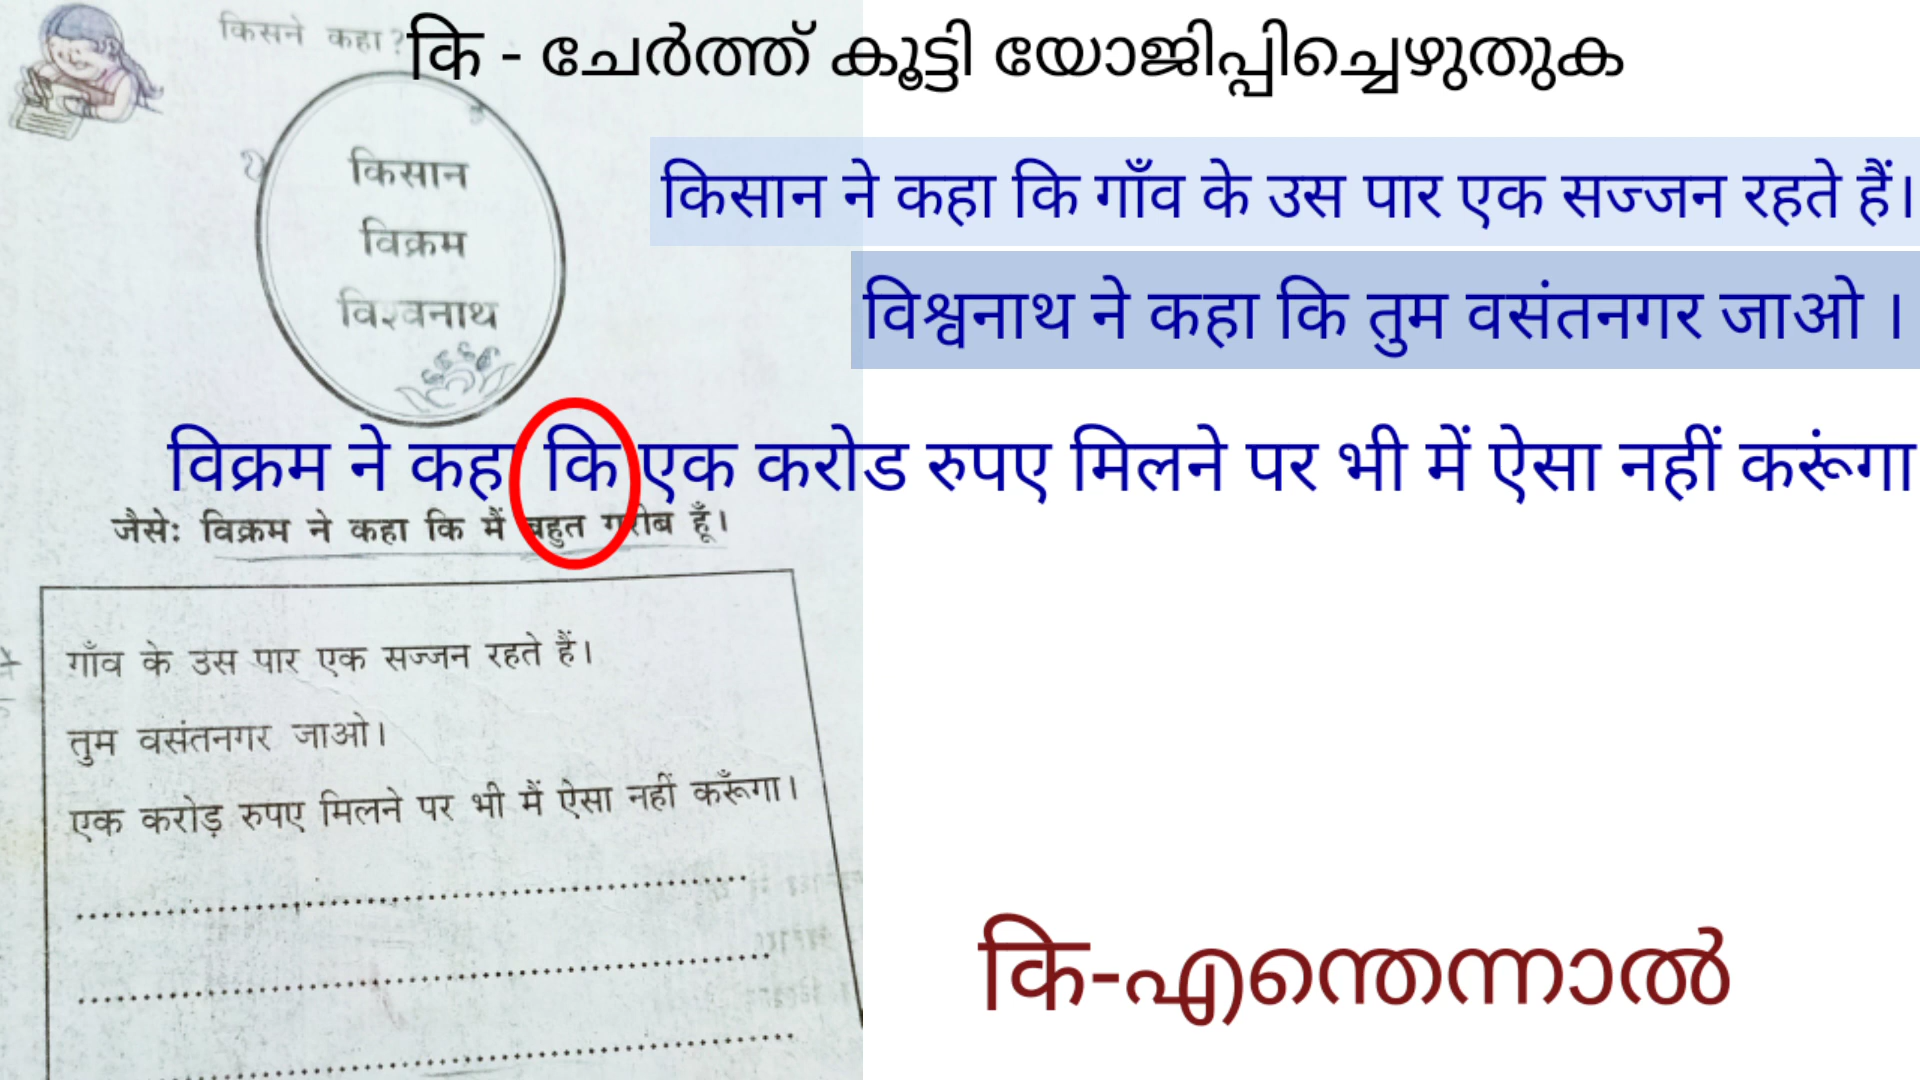 किसने कहा?
कि - ചേർത്ത് കൂട്ടി യോജിപ്പിച്ചെഴുതുക
किसान
विक्रम
विश्वनाथ
किसान ने कहा कि गाँव के उस पार एक सज्जन रहते हैं।
विश्वनाथ ने कहा कि तुम वसंतनगर जाओ ।
विक्रम ने कहा कि एक करोड रुपए मिलने पर भी में ऐसा नहीं करूंगा
जैसेः विक्रम ने कहा कि मैं बहुत गरीब हूँ।
गाँव के उस पार एक सज्जन रहते हैं।
तुम वसंतनगर जाओ।
एक करोड़ रुपए मिलने पर भी मैं ऐसा नहीं करूँगा।
कि-എന്തെന്നാൽ